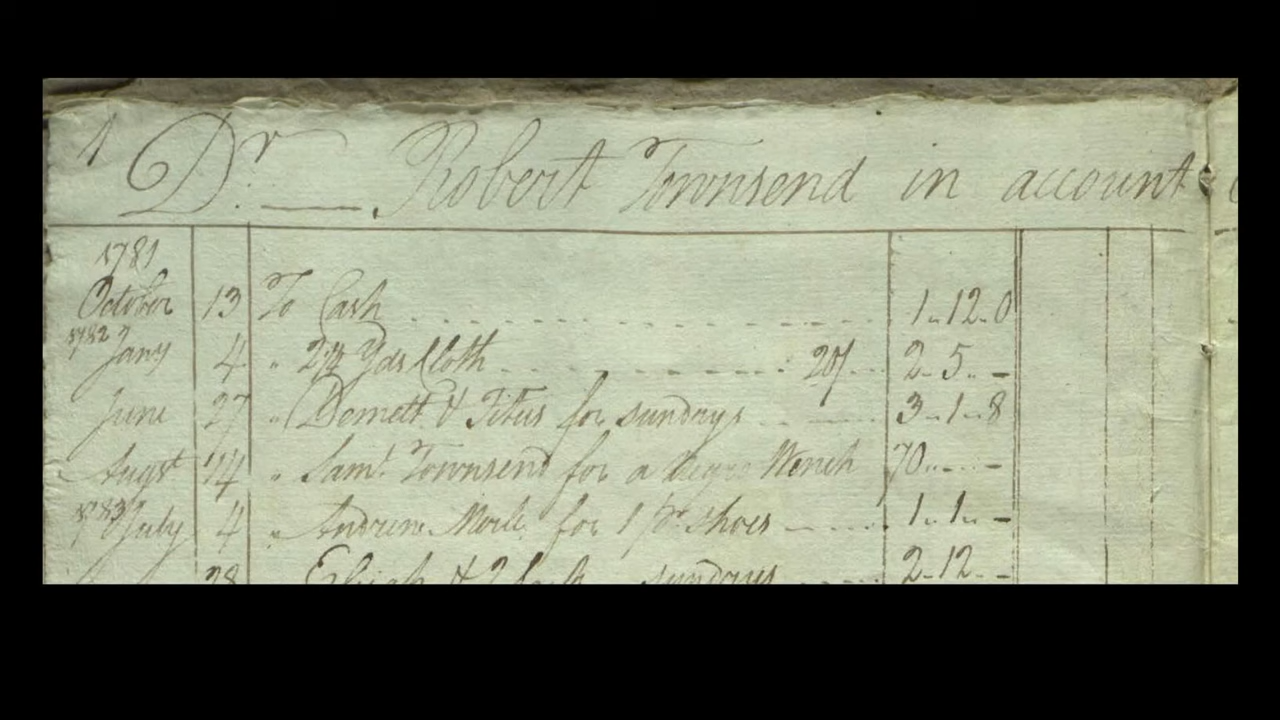 1 Dr. Robert Townsend in account
1781
October 13 To Cash 1..12..0
1782 Jany 4 " 2¼ Yds Cloth 20/ 2..5..-
June 27 " Domett & Titus for sundrys 3..1..8
Augst 14 " Saml Townsend for a Negro Wench 70..-..-
1783 July 4 " Andrew for 1 Pr. shoes 1..1..-
28 & sundrys 2..12..-